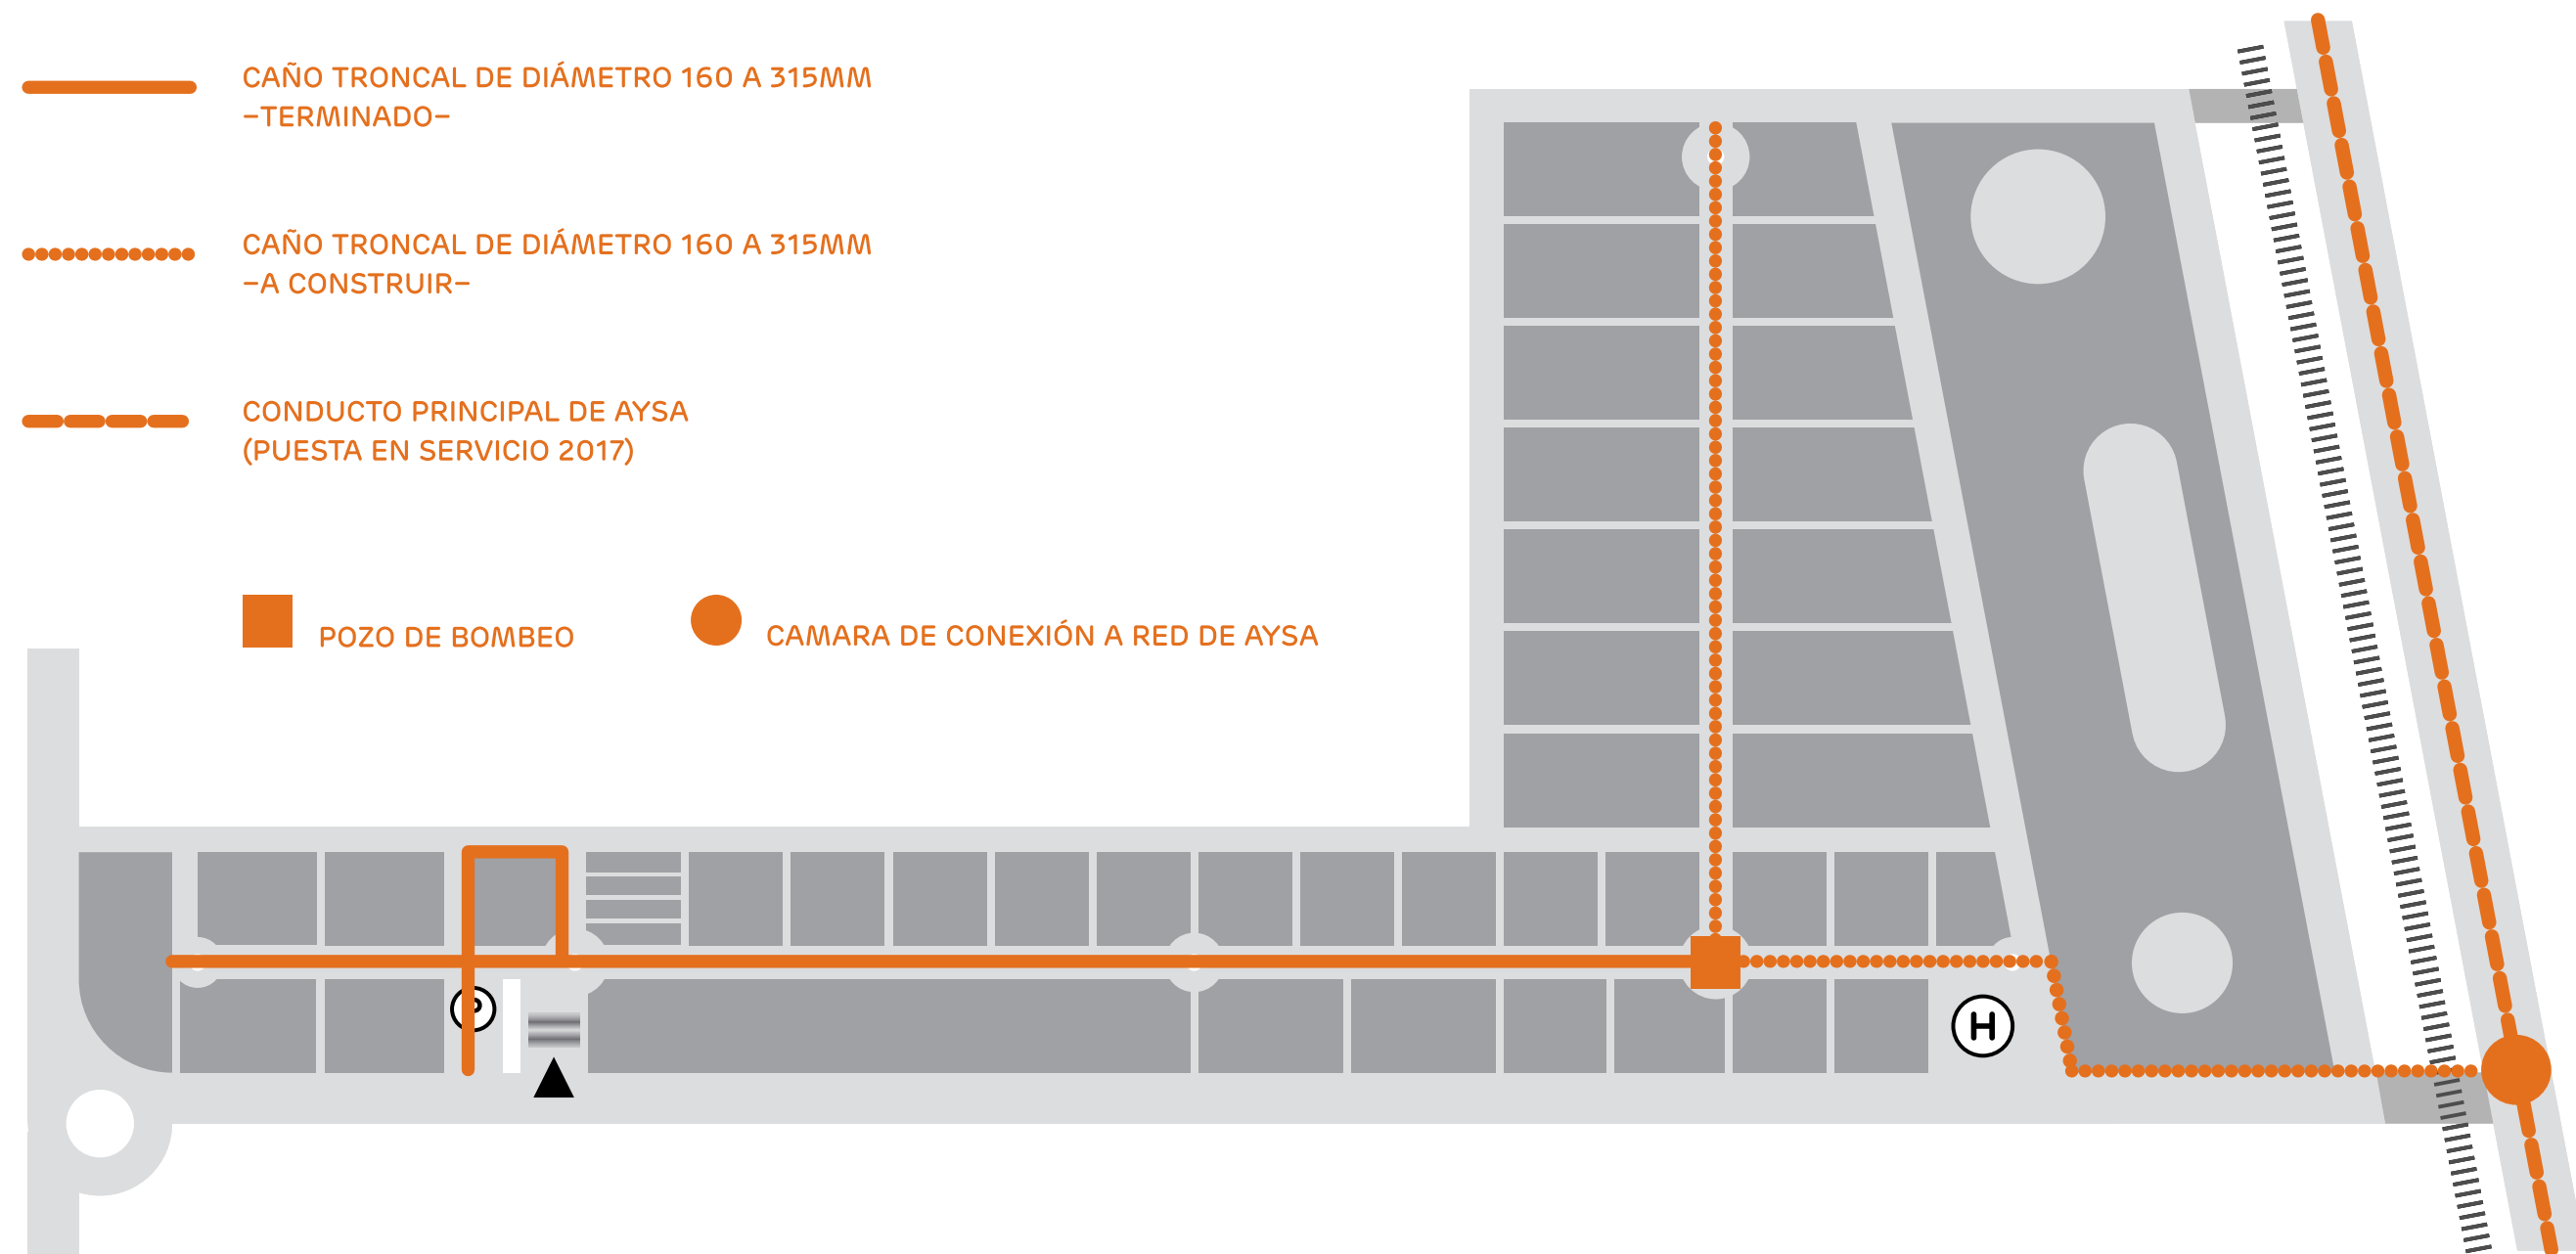 CAÑO TRONCAL DE DIÁMETRO 160 A 315MM
–TERMINADO–
CAÑO TRONCAL DE DIÁMETRO 160 A 315MM
–A CONSTRUIR–
CONDUCTO PRINCIPAL DE AYSA
(PUESTA EN SERVICIO 2017)
POZO DE BOMBEO
CAMARA DE CONEXIÓN A RED DE AYSA
P
H